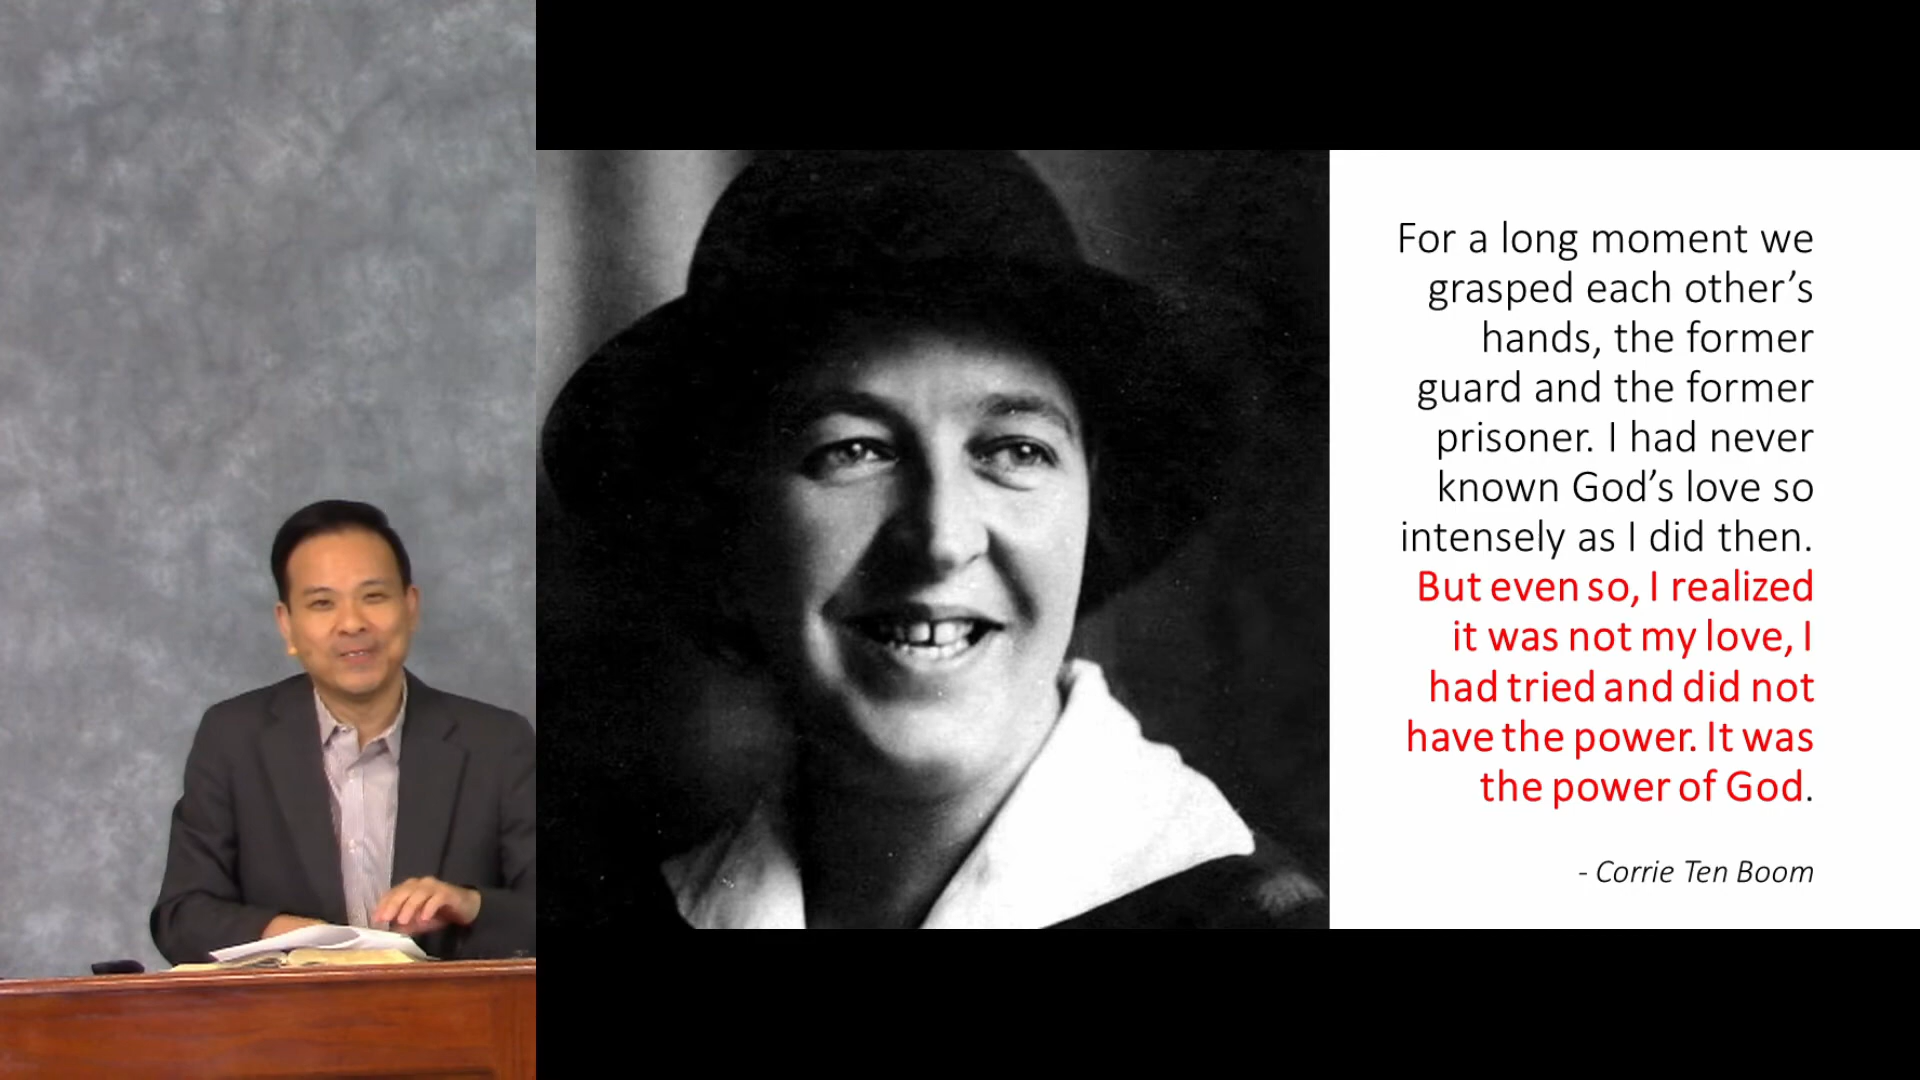 For a long moment we
grasped each other’s
hands, the former
guard and the former
prisoner. I had never
known God’s love so
intensely as I did then.
But even so, I realized
it was not my love, I
had tried and did not
have the power. It was
the power of God.
- Corrie Ten Boom